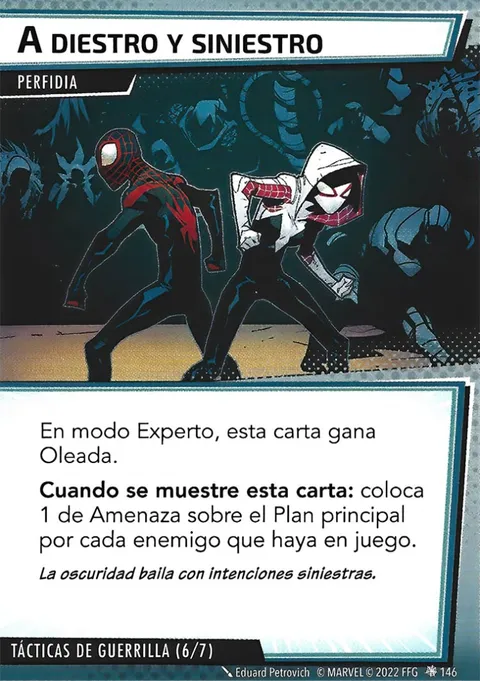 A DIESTRO Y SINIESTRO
PERFIDIA
En modo Experto, esta carta gana
Oleada.
Cuando se muestre esta carta: coloca
1 de Amenaza sobre el Plan principal
por cada enemigo que haya en juego.
La oscuridad baila con intenciones siniestras.
TÁCTICAS DE GUERRILLA (6/7)
Eduard Petrovich © MARVEL © 2022 FFG 146